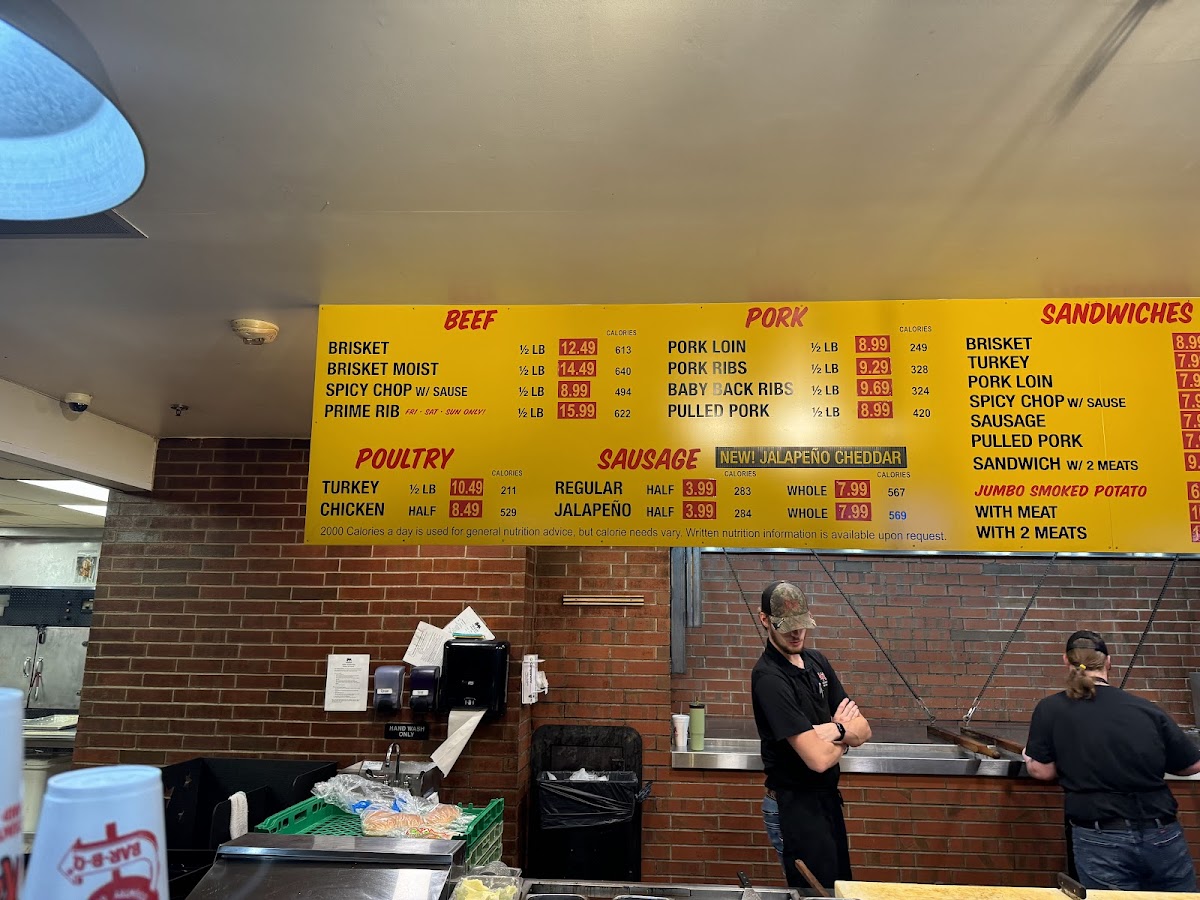 BEEF
CALORIES
BRISKET ½ LB 12.49 613
BRISKET MOIST ½ LB 14.49 640
SPICY CHOP W/ SAUSE ½ LB 8.99 494
PRIME RIB FRI · SAT · SUN ONLY! ½ LB 15.99 622
PORK
CALORIES
PORK LOIN ½ LB 8.99 249
PORK RIBS ½ LB 9.29 328
BABY BACK RIBS ½ LB 9.69 324
PULLED PORK ½ LB 8.99 420
POULTRY
CALORIES
TURKEY ½ LB 10.49 211
CHICKEN HALF 8.49 529
SAUSAGE NEW! JALAPEÑO CHEDDAR
CALORIES CALORIES
REGULAR HALF 3.99 283 WHOLE 7.99 567
JALAPEÑO HALF 3.99 284 WHOLE 7.99 569
2000 Calories a day is used for general nutrition advice, but calorie needs vary. Written nutrition information is available upon request.
SANDWICHES
BRISKET 8.99
TURKEY
PORK LOIN
SPICY CHOP W/ SAUSE
SAUSAGE
PULLED PORK
SANDWICH W/ 2 MEATS
JUMBO SMOKED POTATO
WITH MEAT
WITH 2 MEATS
HAND WASH
ONLY
BAR-B-Q